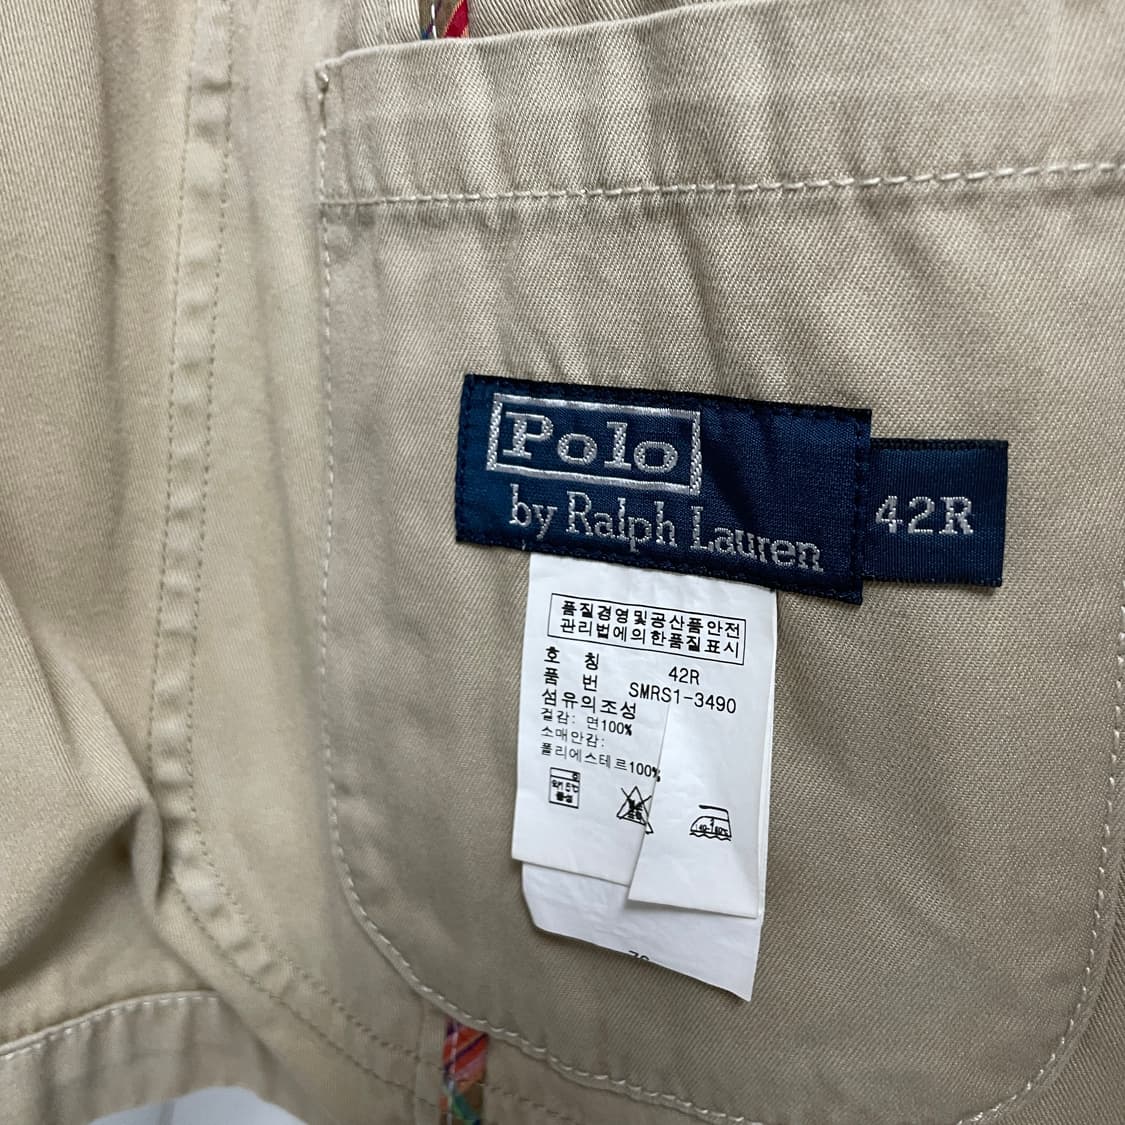 Polo
by Ralph Lauren
42R
품질경영및공산품안전
관리법에의한품질표시
호 칭 42R
품 번 SMRS1-3490
섬유의조성
겉감: 면100%
소매안감:
폴리에스테르100%